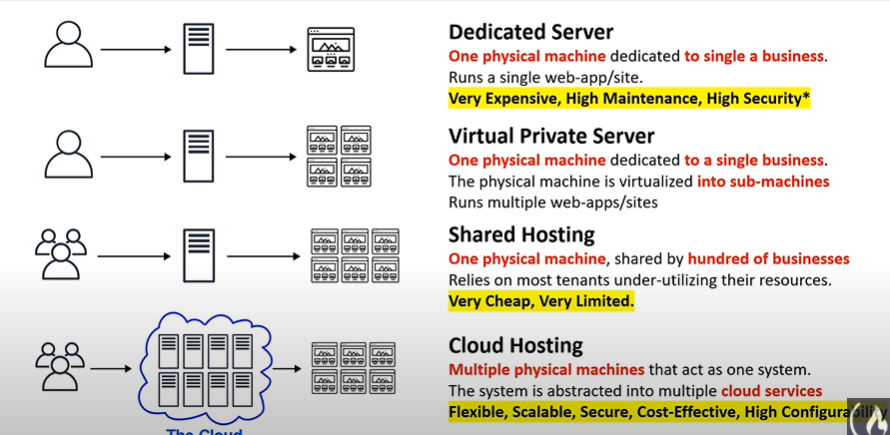 Dedicated Server
One physical machine dedicated to single a business.
Runs a single web-app/site.
Very Expensive, High Maintenance, High Security*
Virtual Private Server
One physical machine dedicated to a single business.
The physical machine is virtualized into sub-machines
Runs multiple web-apps/sites
Shared Hosting
One physical machine, shared by hundred of businesses
Relies on most tenants under-utilizing their resources.
Very Cheap, Very Limited.
Cloud Hosting
Multiple physical machines that act as one system.
The system is abstracted into multiple cloud services
Flexible, Scalable, Secure, Cost-Effective, High Configurability
The Cloud